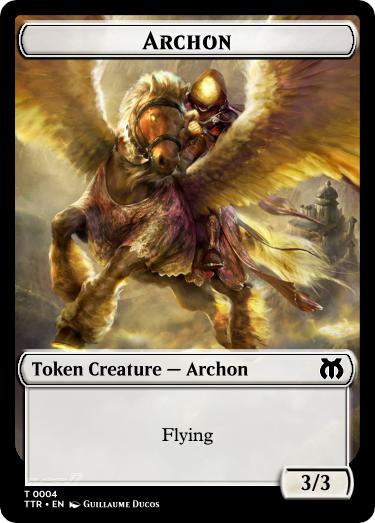 Archon
Token Creature — Archon
Flying
3/3
T 0004
TTR • EN Guillaume Ducos